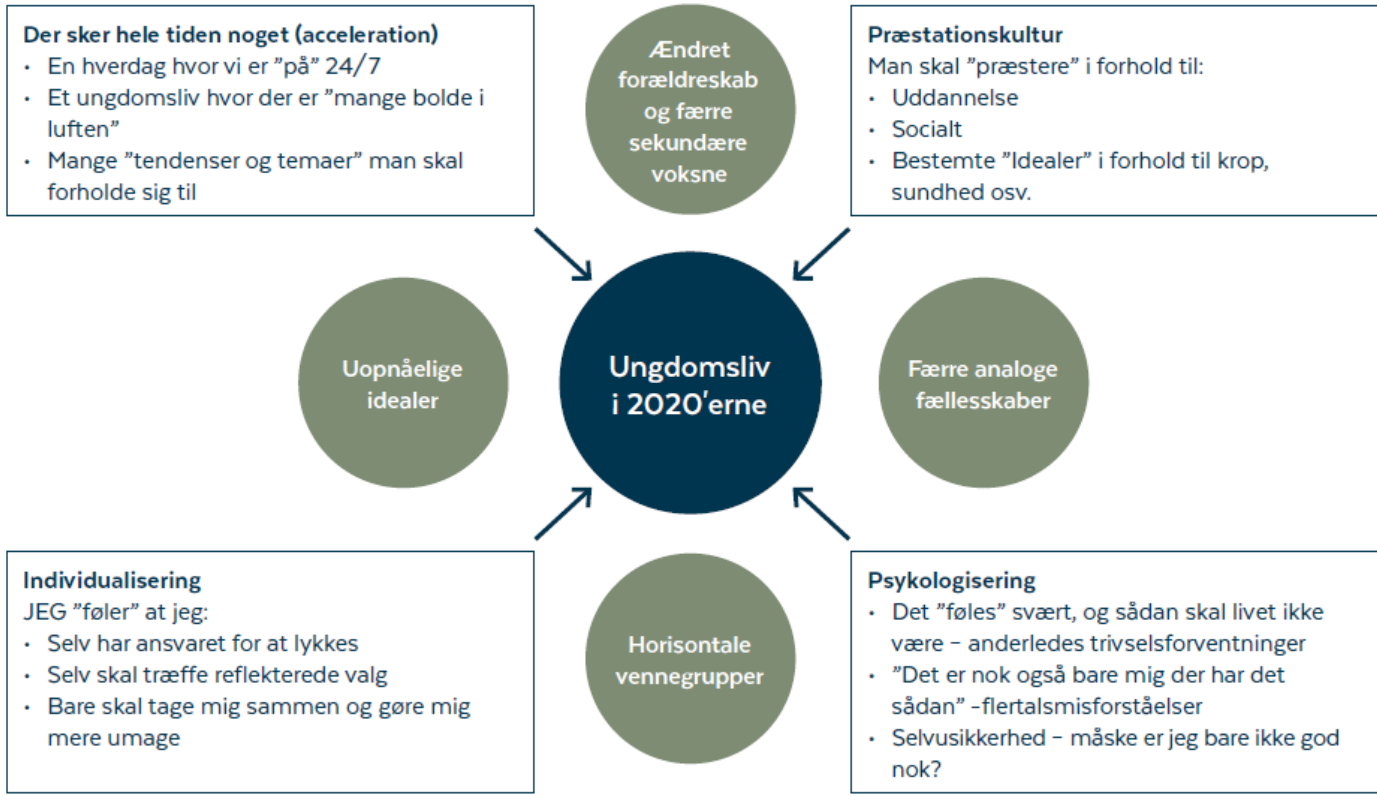 Der sker hele tiden noget (acceleration)
• En hverdag hvor vi er ”på” 24/7
• Et ungdomsliv hvor der er ”mange bolde i
luften”
• Mange ”tendenser og temaer” man skal
forholde sig til
Ændret
forældreskab
og færre
sekundære
voksne
Præstationskultur
Man skal ”præstere” i forhold til:
• Uddannelse
• Socialt
• Bestemte ”Idealer” i forhold til krop,
sundhed osv.
Uopnåelige
idealer
Ungdomsliv
i 2020’erne
Færre analoge
fællesskaber
Individualisering
JEG ”føler” at jeg:
• Selv har ansvaret for at lykkes
• Selv skal træffe reflekterede valg
• Bare skal tage mig sammen og gøre mig
mere umage
Horisontale
vennegrupper
Psykologisering
• Det ”føles” svært, og sådan skal livet ikke
være – anderledes trivselsforventninger
• ”Det er nok også bare mig der har det
sådan” -flertalsmisforståelser
• Selvusikkerhed – måske er jeg bare ikke god
nok?